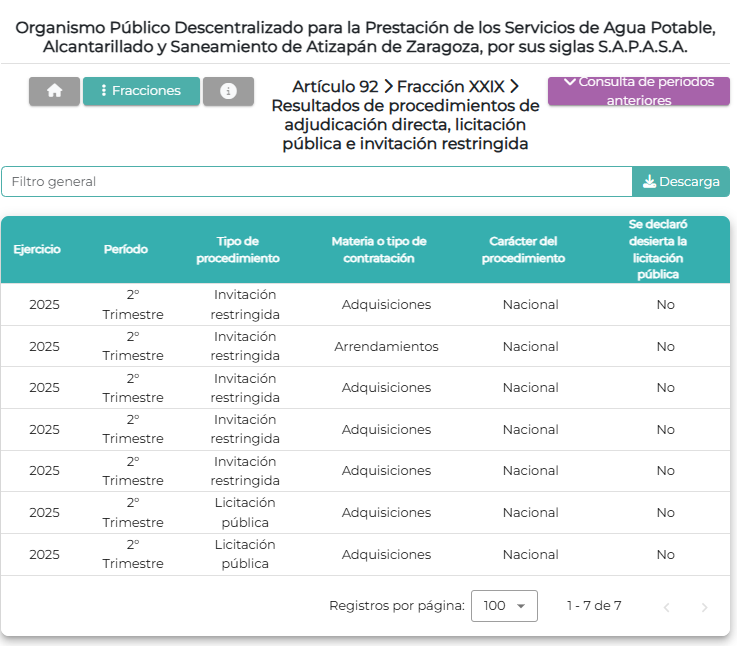 Organismo Público Descentralizado para la Prestación de los Servicios de Agua Potable,
Alcantarillado y Saneamiento de Atizapán de Zaragoza, por sus siglas S.A.P.A.S.A.
Fracciones
Artículo 92 > Fracción XXIX >
Resultados de procedimientos de
adjudicación directa, licitación
pública e invitación restringida
Consulta de periodos
anteriores
Filtro general
Descarga
Ejercicio
Período
Tipo de
procedimiento
Materia o tipo de
contratación
Carácter del
procedimiento
Se declaró
desierta la
licitación
pública
2025
2°
Trimestre
Invitación
restringida
Adquisiciones
Nacional
No
2025
2°
Trimestre
Invitación
restringida
Arrendamientos
Nacional
No
2025
2°
Trimestre
Invitación
restringida
Adquisiciones
Nacional
No
2025
2°
Trimestre
Invitación
restringida
Adquisiciones
Nacional
No
2025
2°
Trimestre
Invitación
restringida
Adquisiciones
Nacional
No
2025
2°
Trimestre
Licitación
pública
Adquisiciones
Nacional
No
2025
2°
Trimestre
Licitación
pública
Adquisiciones
Nacional
No
Registros por página:
100
1 - 7 de 7